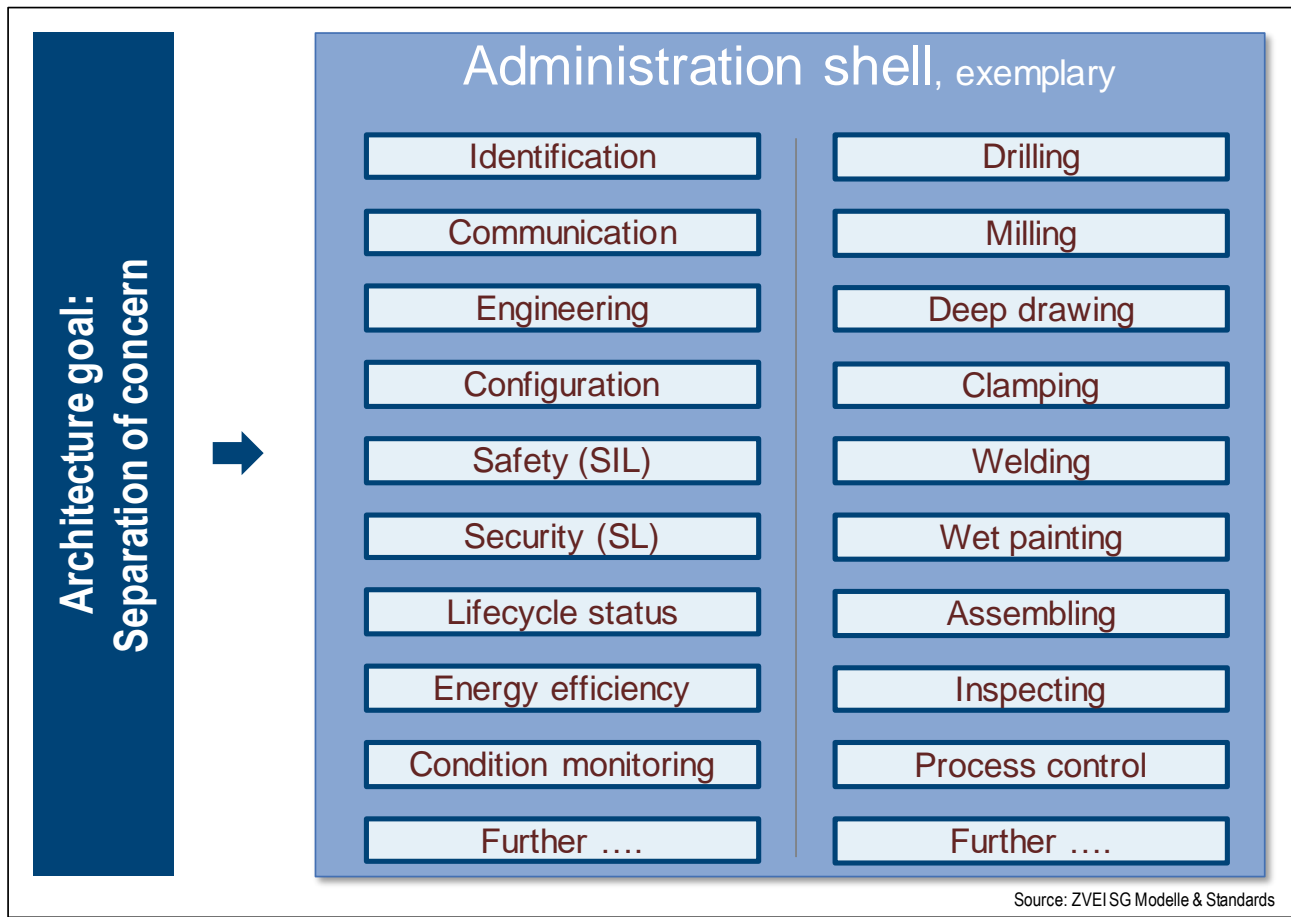 Architecture goal:
Separation of concern
Administration shell, exemplary
Identification
Communication
Engineering
Configuration
Safety (SIL)
Security (SL)
Lifecycle status
Energy efficiency
Condition monitoring
Further ….
Drilling
Milling
Deep drawing
Clamping
Welding
Wet painting
Assembling
Inspecting
Process control
Further ….
Source: ZVEI SG Modelle & Standards